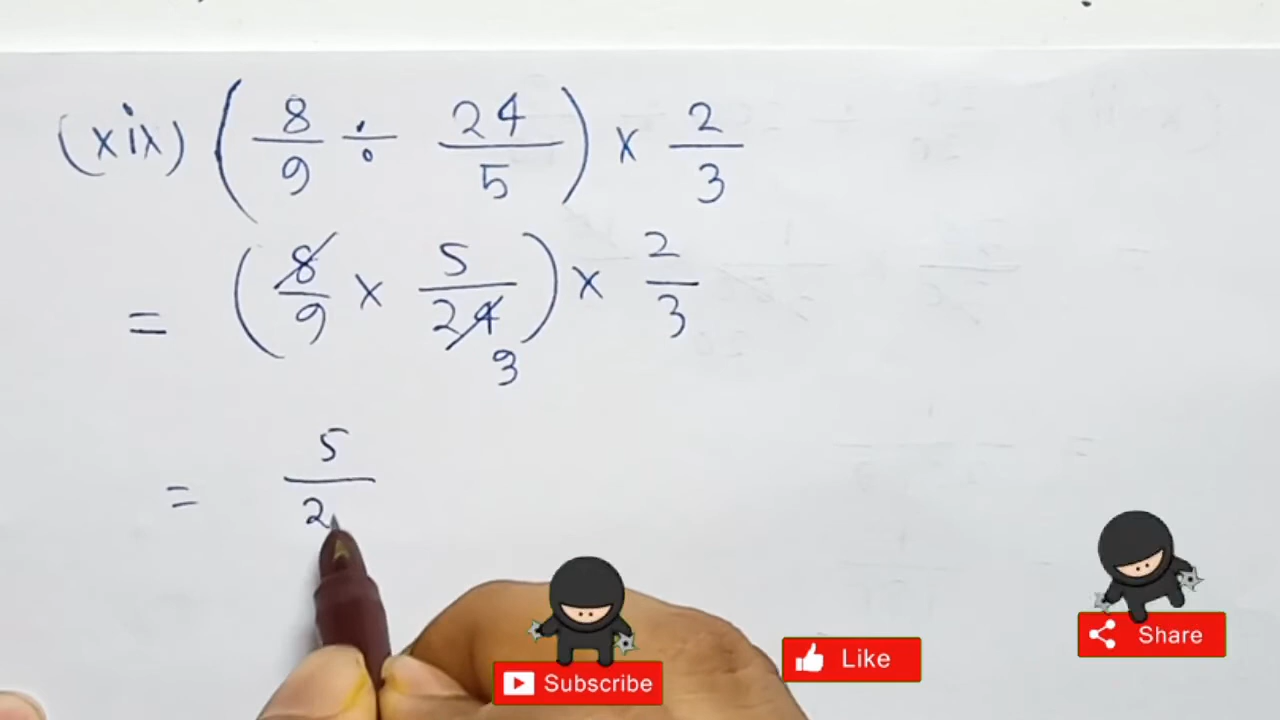 (xix) (8/9 ÷ 24/5) × 2/3
= (8/9 × 5/24 3) × 2/3
= 5/2
Subscribe
Like
Share